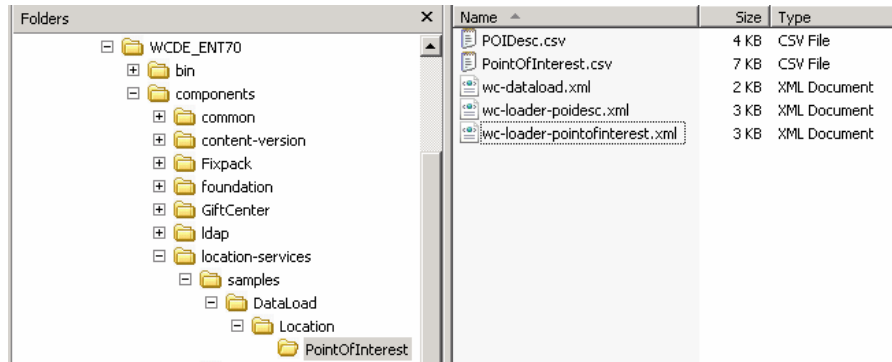 Folders
WCDE_ENT70
bin
components
common
content-version
Fixpack
foundation
GiftCenter
ldap
location-services
samples
DataLoad
Location
PointOfInterest
Name Size Type
POIDesc.csv 4 KB CSV File
PointOfInterest.csv 7 KB CSV File
wc-dataload.xml 2 KB XML Document
wc-loader-poidesc.xml 3 KB XML Document
wc-loader-pointofinterest.xml 3 KB XML Document